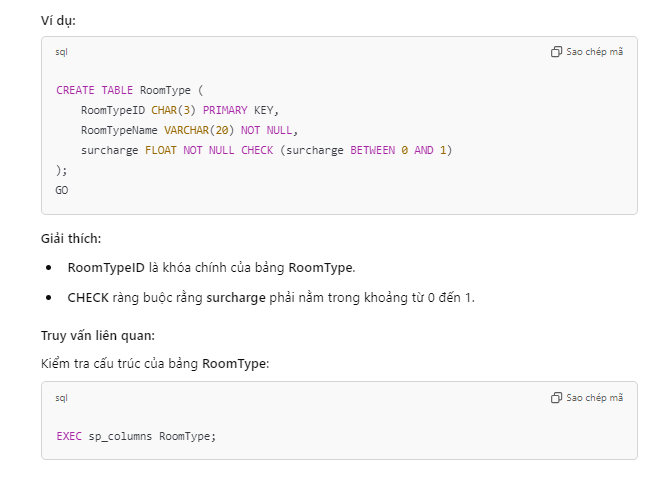 Ví dụ:
sql
Sao chép mã
CREATE TABLE RoomType (
    RoomTypeID CHAR(3) PRIMARY KEY,
    RoomTypeName VARCHAR(20) NOT NULL,
    surcharge FLOAT NOT NULL CHECK (surcharge BETWEEN 0 AND 1)
);
GO
Giải thích:
• RoomTypeID là khóa chính của bảng RoomType.
• CHECK ràng buộc rằng surcharge phải nằm trong khoảng từ 0 đến 1.
Truy vấn liên quan:
Kiểm tra cấu trúc của bảng RoomType:
sql
Sao chép mã
EXEC sp_columns RoomType;